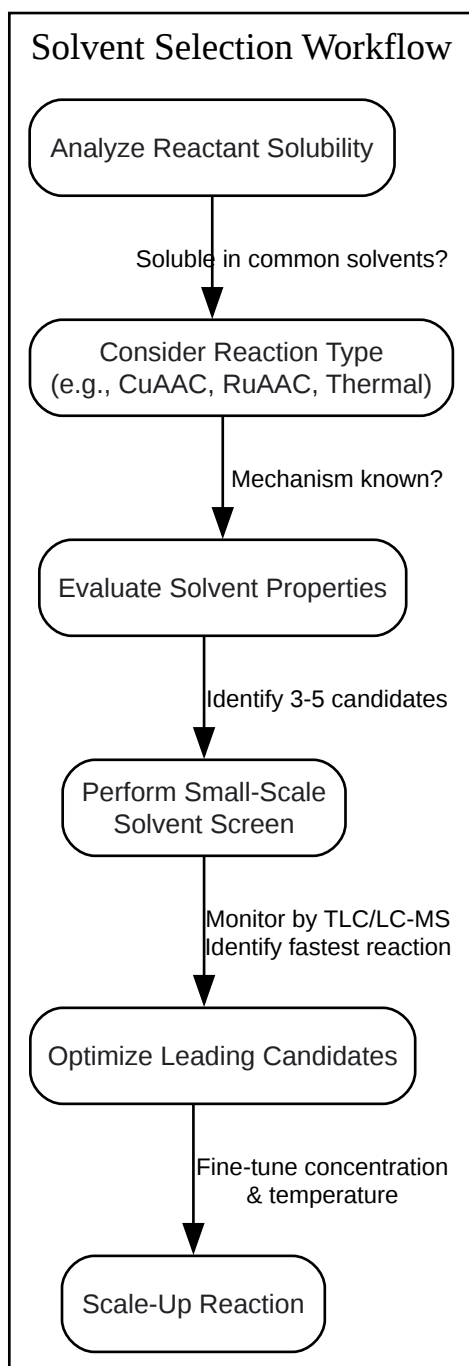 Solvent Selection Workflow
Analyze Reactant Solubility
Soluble in common solvents?
Consider Reaction Type
(e.g., CuAAC, RuAAC, Thermal)
Mechanism known?
Evaluate Solvent Properties
Identify 3-5 candidates
Perform Small-Scale
Solvent Screen
Monitor by TLC/LC-MS
Identify fastest reaction
Optimize Leading Candidates
Fine-tune concentration
& temperature
Scale-Up Reaction